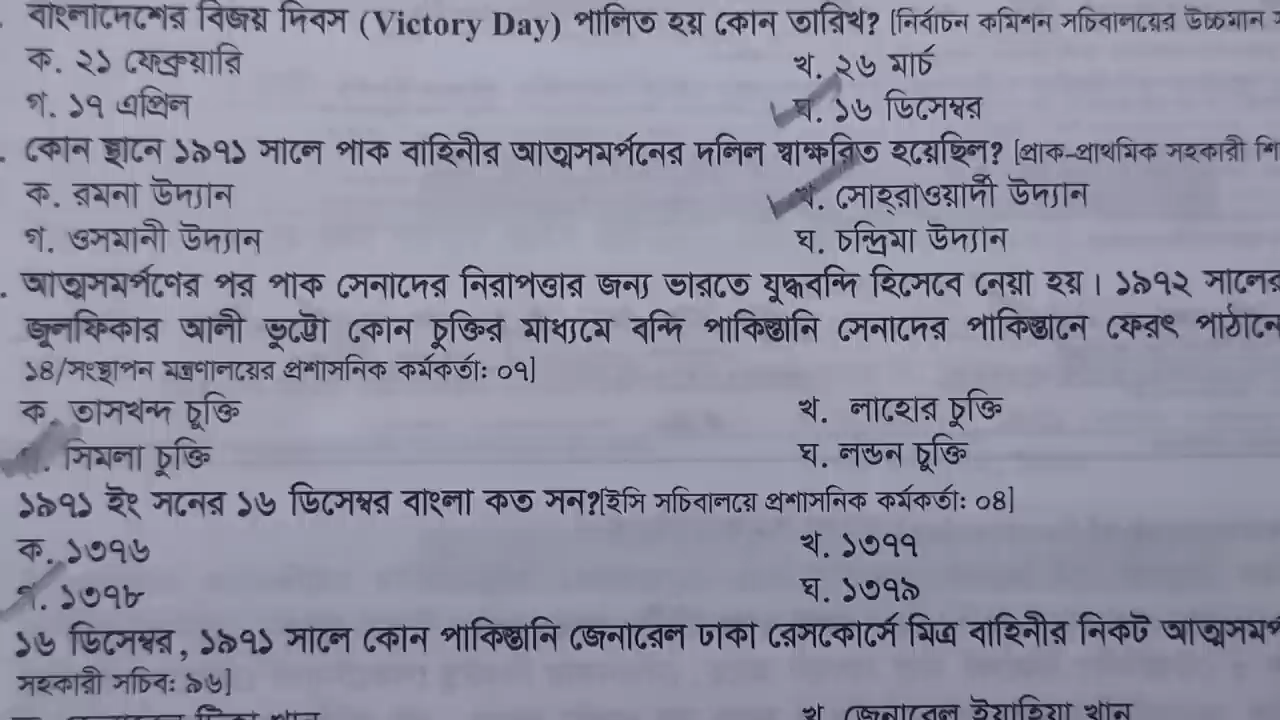 . বাংলাদেশের বিজয় দিবস (Victory Day) পালিত হয় কোন তারিখ? [নির্বাচন কমিশন সচিবালয়ের উচ্চমান
ক. ২১ ফেব্রুয়ারি খ. ২৬ মার্চ
গ. ১৭ এপ্রিল ঘ. ১৬ ডিসেম্বর
. কোন স্থানে ১৯৭১ সালে পাক বাহিনীর আত্মসমর্পনের দলিল স্বাক্ষরিত হয়েছিল? [প্রাক-প্রাথমিক সহকারী শি
ক. রমনা উদ্যান খ. সোহ্‌রাওয়ার্দী উদ্যান
গ. ওসমানী উদ্যান ঘ. চন্দ্রিমা উদ্যান
. আত্মসমর্পণের পর পাক সেনাদের নিরাপত্তার জন্য ভারতে যুদ্ধবন্দি হিসেবে নেয়া হয়। ১৯৭২ সালের
জুলফিকার আলী ভুট্টো কোন চুক্তির মাধ্যমে বন্দি পাকিস্তানি সেনাদের পাকিস্তানে ফেরৎ পাঠানো
১৪/সংস্থাপন মন্ত্রণালয়ের প্রশাসনিক কর্মকর্তা: ০৭]
ক. তাসখন্দ চুক্তি খ. লাহোর চুক্তি
গ. সিমলা চুক্তি ঘ. লন্ডন চুক্তি
১৯৭১ ইং সনের ১৬ ডিসেম্বর বাংলা কত সন?[ইসি সচিবালয়ে প্রশাসনিক কর্মকর্তা: ০৪]
ক. ১৩৭৬ খ. ১৩৭৭
গ. ১৩৭৮ ঘ. ১৩৭৯
১৬ ডিসেম্বর, ১৯৭১ সালে কোন পাকিস্তানি জেনারেল ঢাকা রেসকোর্সে মিত্র বাহিনীর নিকট আত্মসমর্প
সহকারী সচিব: ৯৬]
খ. জেনারেল ইয়াহিয়া খান